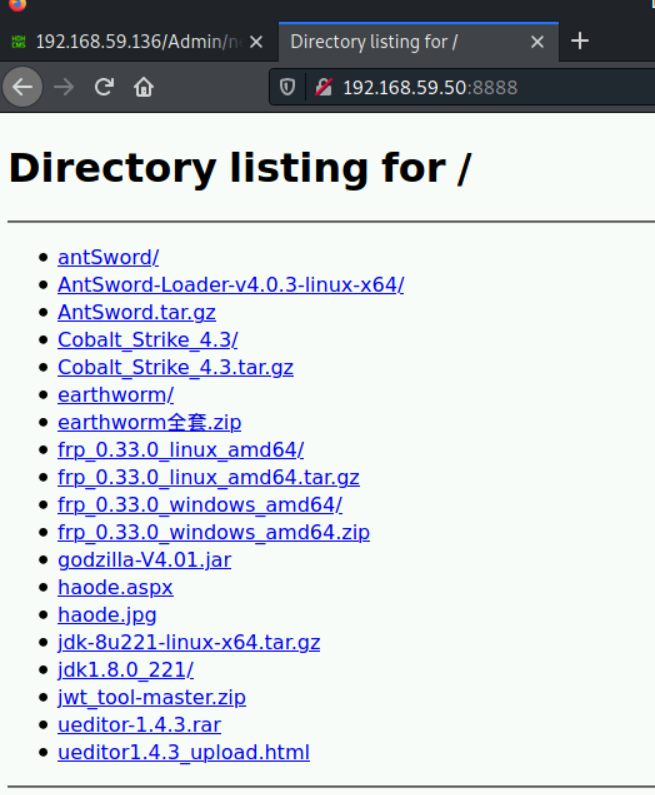 192.168.59.136/Admin/n
Directory listing for /
192.168.59.50:8888
Directory listing for /
antSword/
AntSword-Loader-v4.0.3-linux-x64/
AntSword.tar.gz
Cobalt_Strike_4.3/
Cobalt_Strike_4.3.tar.gz
earthworm/
earthworm全套.zip
frp_0.33.0_linux_amd64/
frp_0.33.0_linux_amd64.tar.gz
frp_0.33.0_windows_amd64/
frp_0.33.0_windows_amd64.zip
godzilla-V4.01.jar
haode.aspx
haode.jpg
jdk-8u221-linux-x64.tar.gz
jdk1.8.0_221/
jwt_tool-master.zip
ueditor-1.4.3.rar
ueditor1.4.3_upload.html